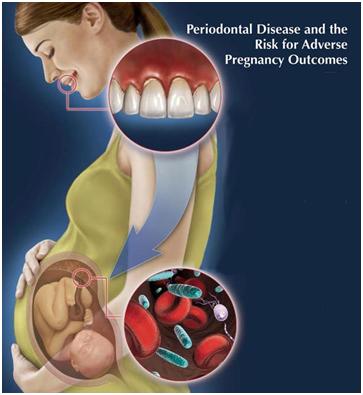 Periodontal Disease and the
Risk for Adverse
Pregnancy Outcomes